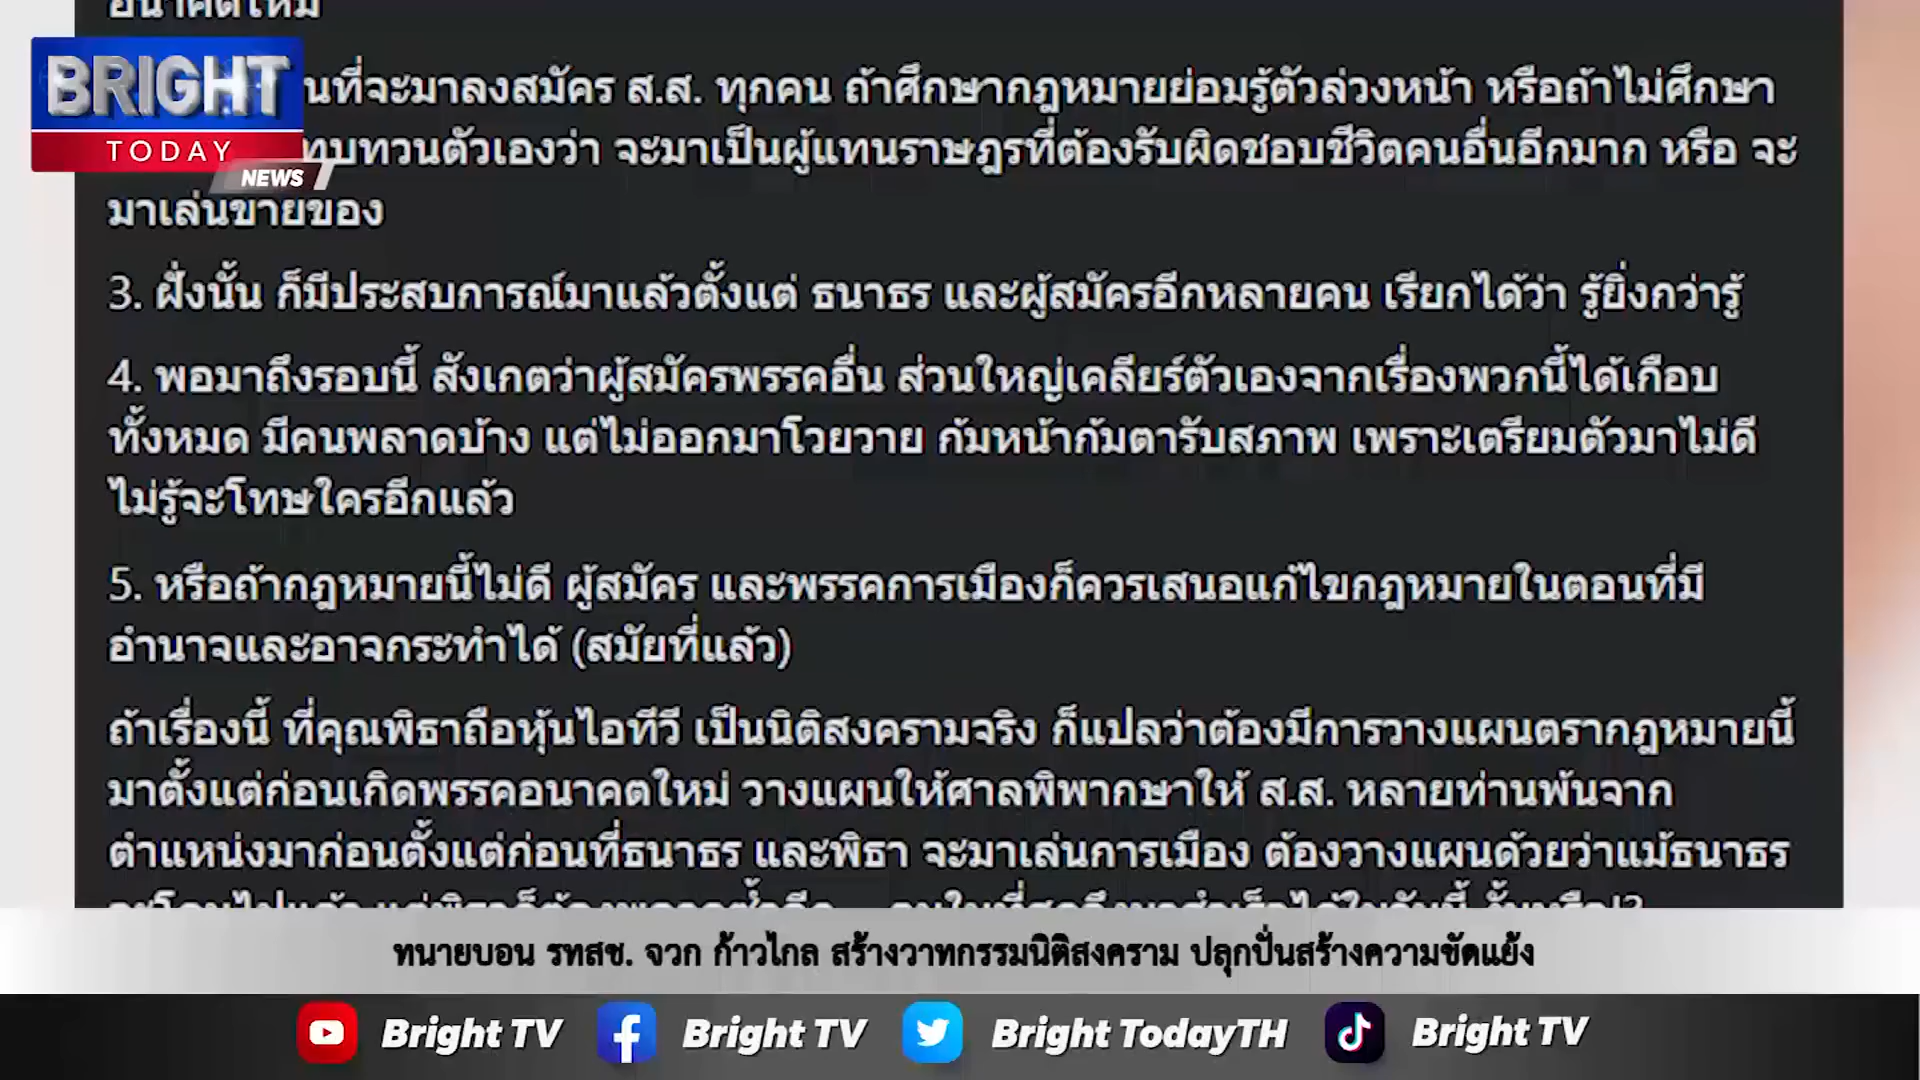 อนาคตใหม่
BRIGHT
TODAY
NEWS
นที่จะมาลงสมัคร ส.ส. ทุกคน ถ้าศึกษากฎหมายย่อมรู้ตัวล่วงหน้า หรือถ้าไม่ศึกษา
ทบทวนตัวเองว่า จะมาเป็นผู้แทนราษฎรที่ต้องรับผิดชอบชีวิตคนอื่นอีกมาก หรือ จะ
มาเล่นขายของ
3. ฝั่งนั้น ก็มีประสบการณ์มาแล้วตั้งแต่ ธนาธร และผู้สมัครอีกหลายคน เรียกได้ว่า รู้ยิ่งกว่ารู้
4. พอมาถึงรอบนี้ สังเกตว่าผู้สมัครพรรคอื่น ส่วนใหญ่เคลียร์ตัวเองจากเรื่องพวกนี้ได้เกือบ
ทั้งหมด มีคนพลาดบ้าง แต่ไม่ออกมาโวยวาย ก้มหน้าก้มตารับสภาพ เพราะเตรียมตัวมาไม่ดี
ไม่รู้จะโทษใครอีกแล้ว
5. หรือถ้ากฎหมายนี้ไม่ดี ผู้สมัคร และพรรคการเมืองก็ควรเสนอแก้ไขกฎหมายในตอนที่มี
อำนาจและอาจกระทำได้ (สมัยที่แล้ว)
ถ้าเรื่องนี้ ที่คุณพิธาถือหุ้นไอทีวี เป็นนิติสงครามจริง ก็แปลว่าต้องมีการวางแผนตรากฎหมายนี้
มาตั้งแต่ก่อนเกิดพรรคอนาคตใหม่ วางแผนให้ศาลพิพากษาให้ ส.ส. หลายท่านพ้นจาก
ตำแหน่งมาก่อนตั้งแต่ก่อนที่ธนาธร และพิธา จะมาเล่นการเมือง ต้องวางแผนด้วยว่าแม้ธนาธร
ทนายบอน รทสช. จวก ก้าวไกล สร้างวาทกรรมนิติสงคราม ปลุกปั่นสร้างความขัดแย้ง
Bright TV
Bright TV
Bright TodayTH
Bright TV